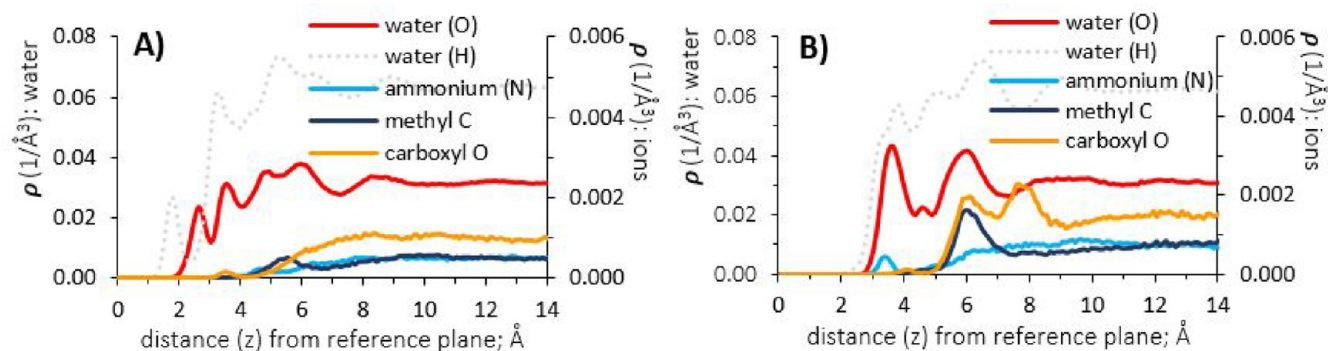 A)
water (O)
water (H)
ammonium (N)
methyl C
carboxyl O
ρ (1/Å³): water
0.08
0.06
0.04
0.02
0.00
ρ (1/Å³): ions
0.006
0.004
0.002
0.000
0 2 4 6 8 10 12 14
distance (z) from reference plane; Å
B)
water (O)
water (H)
ammonium (N)
methyl C
carboxyl O
ρ (1/Å³): water
0.08
0.06
0.04
0.02
0.00
ρ (1/Å³): ions
0.006
0.004
0.002
0.000
0 2 4 6 8 10 12 14
distance (z) from reference plane; Å